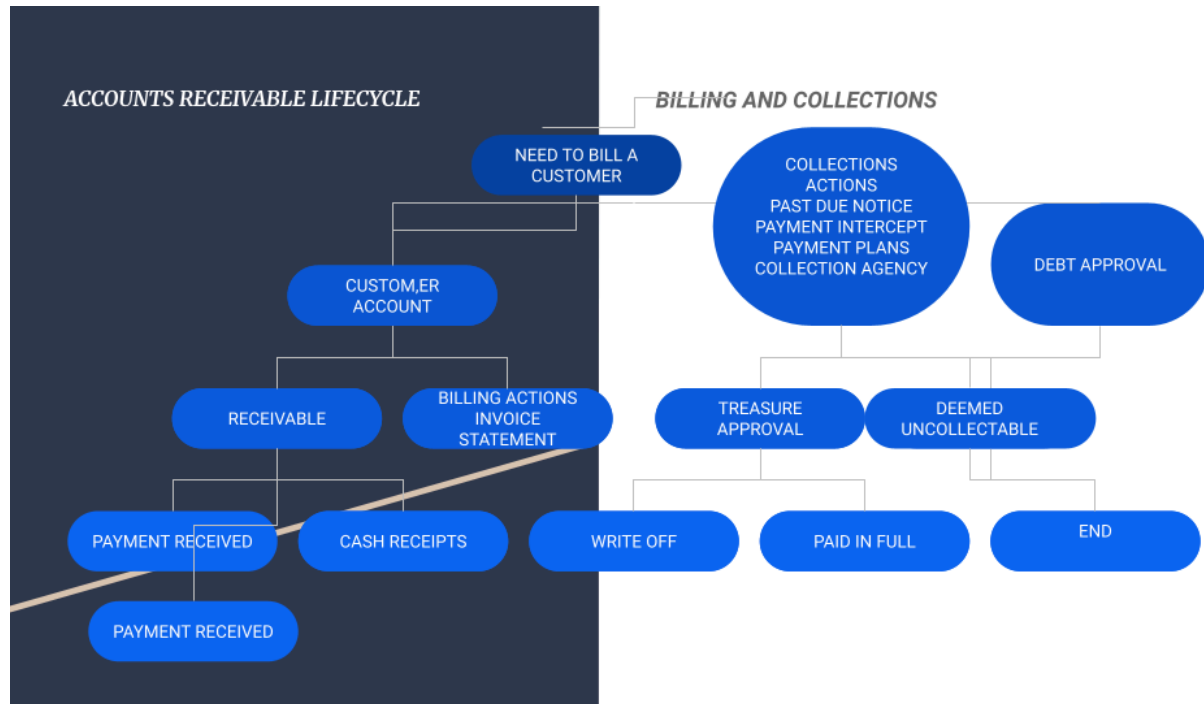 ACCOUNTS RECEIVABLE LIFECYCLE
BILLING AND COLLECTIONS
NEED TO BILL A
CUSTOMER
COLLECTIONS
ACTIONS
PAST DUE NOTICE
PAYMENT INTERCEPT
PAYMENT PLANS
COLLECTION AGENCY
DEBT APPROVAL
CUSTOM,ER
ACCOUNT
RECEIVABLE
BILLING ACTIONS
INVOICE
STATEMENT
TREASURE
APPROVAL
DEEMED
UNCOLLECTABLE
PAYMENT RECEIVED
CASH RECEIPTS
WRITE OFF
PAID IN FULL
END
PAYMENT RECEIVED